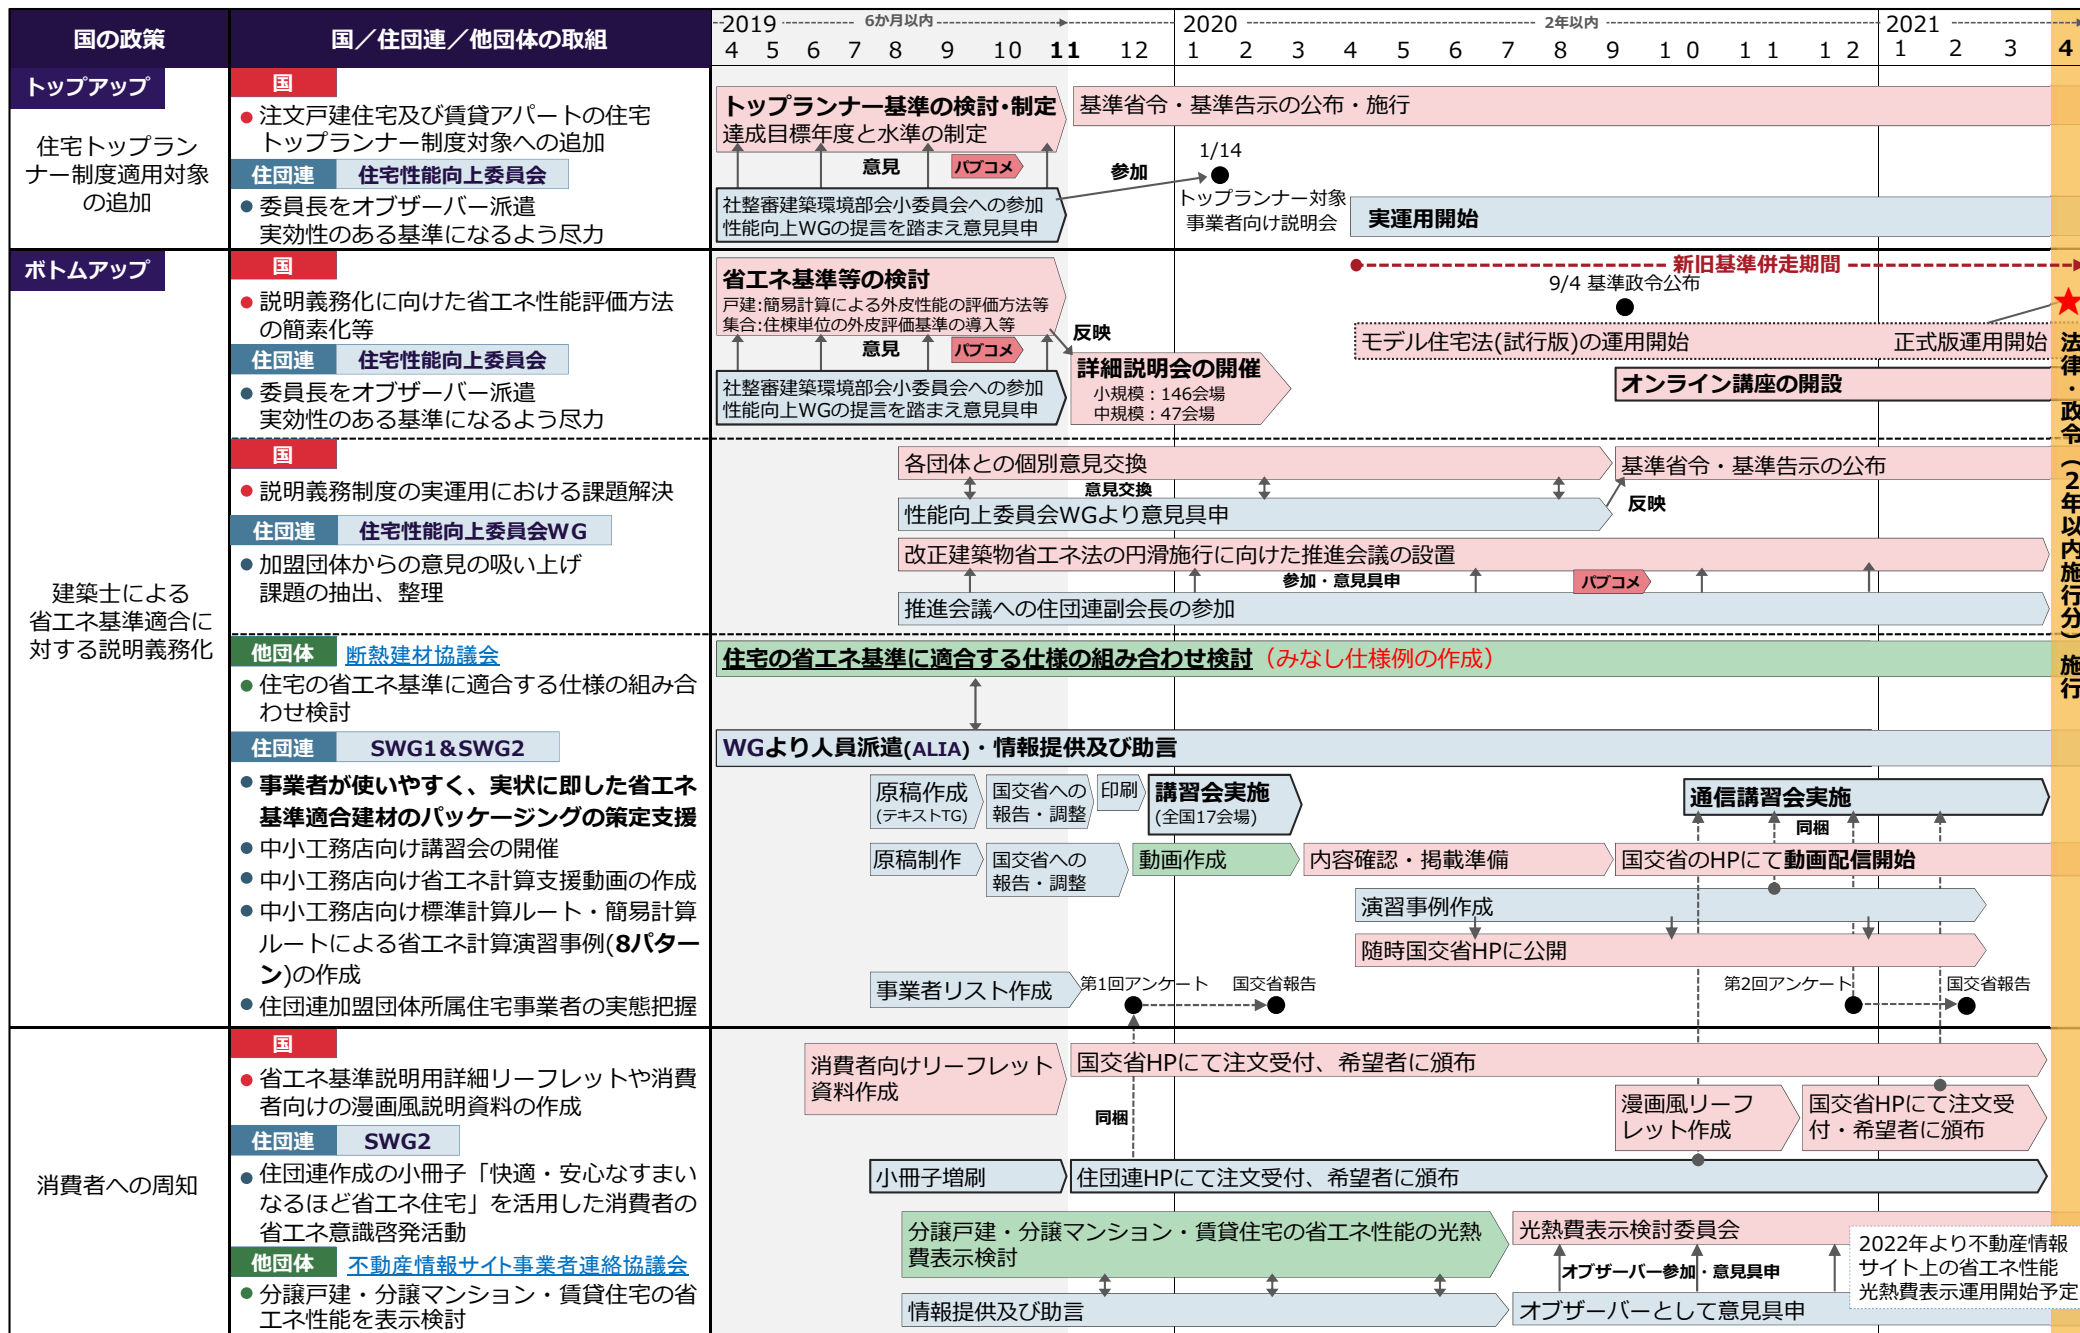 国の政策
国／住団連／他団体の取組
2019
6か月以内
2020
2年以内
2021
4 5 6 7 8 9 10 11 12 1 2 3 4 5 6 7 8 9 10 11 12 1 2 3 4
トップアップ
住宅トップラン
ナー制度適用対象
の追加
国
注文戸建住宅及び賃貸アパートの住宅
トップランナー制度対象への追加
住団連 住宅性能向上委員会
委員長をオブザーバー派遣
実効性のある基準になるよう尽力
トップランナー基準の検討・制定
達成目標年度と水準の制定
基準省令・基準告示の公布・施行
意見
パブコメ
参加
1/14
トップランナー対象
事業者向け説明会
社整審建築環境部会小委員会への参加
性能向上WGの提言を踏まえ意見具申
実運用開始
ボトムアップ
建築士による
省エネ基準適合に
対する説明義務化
国
説明義務化に向けた省エネ性能評価方法
の簡素化等
住団連 住宅性能向上委員会
委員長をオブザーバー派遣
実効性のある基準になるよう尽力
省エネ基準等の検討
戸建:簡易計算による外皮性能の評価方法等
集合:住棟単位の外皮評価基準の導入等
意見
パブコメ
反映
社整審建築環境部会小委員会への参加
性能向上WGの提言を踏まえ意見具申
詳細説明会の開催
小規模：146会場
中規模：47会場
新旧基準併走期間
9/4 基準政令公布
モデル住宅法(試行版)の運用開始
正式版運用開始
オンライン講座の開設
法律・政令（2年以内施行分）施行
国
説明義務制度の実運用における課題解決
住団連 住宅性能向上委員会WG
加盟団体からの意見の吸い上げ
課題の抽出、整理
各団体との個別意見交換
意見交換
性能向上委員会WGより意見具申
基準省令・基準告示の公布
反映
改正建築物省エネ法の円滑施行に向けた推進会議の設置
参加・意見具申
パブコメ
推進会議への住団連副会長の参加
他団体 断熱建材協議会
住宅の省エネ基準に適合する仕様の組み合
わせ検討
住団連 SWG1&SWG2
事業者が使いやすく、実状に即した省エネ
基準適合建材のパッケージングの策定支援
中小工務店向け講習会の開催
中小工務店向け省エネ計算支援動画の作成
中小工務店向け標準計算ルート・簡易計算
ルートによる省エネ計算演習事例(8パター
ン)の作成
住団連加盟団体所属住宅事業者の実態把握
住宅の省エネ基準に適合する仕様の組み合わせ検討（みなし仕様例の作成）
WGより人員派遣(ALIA)・情報提供及び助言
原稿作成
(テキストTG)
国交省への
報告・調整
印刷
講習会実施
(全国17会場)
通信講習会実施
同梱
原稿制作
国交省への
報告・調整
動画作成
内容確認・掲載準備
国交省のHPにて動画配信開始
演習事例作成
随時国交省HPに公開
事業者リスト作成
第1回アンケート
国交省報告
第2回アンケート
国交省報告
消費者への周知
国
省エネ基準説明用詳細リーフレットや消費
者向けの漫画風説明資料の作成
住団連 SWG2
住団連作成の小冊子「快適・安心なすまい
なるほど省エネ住宅」を活用した消費者の
省エネ意識啓発活動
他団体 不動産情報サイト事業者連絡協議会
分譲戸建・分譲マンション・賃貸住宅の省
エネ性能を表示検討
消費者向けリーフレット
資料作成
国交省HPにて注文受付、希望者に頒布
同梱
漫画風リーフ
レット作成
国交省HPにて注文受
付・希望者に頒布
小冊子増刷
住団連HPにて注文受付、希望者に頒布
分譲戸建・分譲マンション・賃貸住宅の省エネ性能の光熱
費表示検討
光熱費表示検討委員会
オブザーバー参加・意見具申
情報提供及び助言
オブザーバーとして意見具申
2022年より不動産情報
サイト上の省エネ性能
光熱費表示運用開始予定